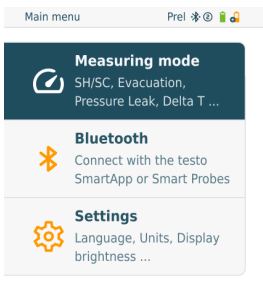 Main menu Prel ②
Measuring mode
SH/SC, Evacuation,
Pressure Leak, Delta T ...
Bluetooth
Connect with the testo
SmartApp or Smart Probes
Settings
Language, Units, Display
brightness ...